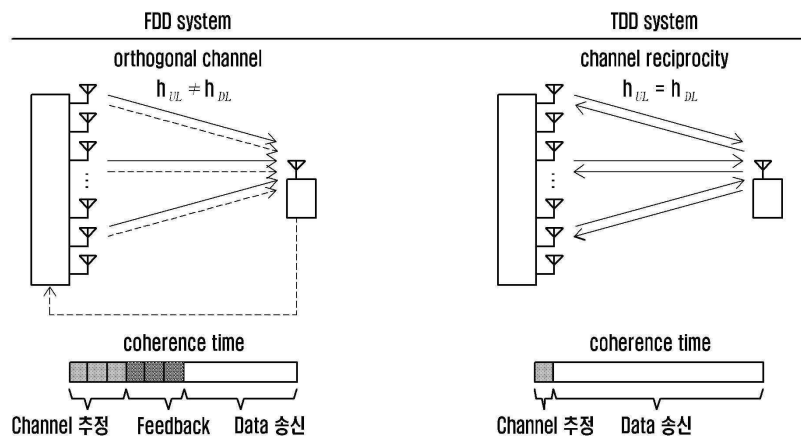 FDD system
orthogonal channel
h_UL ≠ h_DL
⋯
coherence time
Channel 추정
Feedback
Data 송신
TDD system
channel reciprocity
h_UL = h_DL
⋯
coherence time
Channel 추정
Data 송신